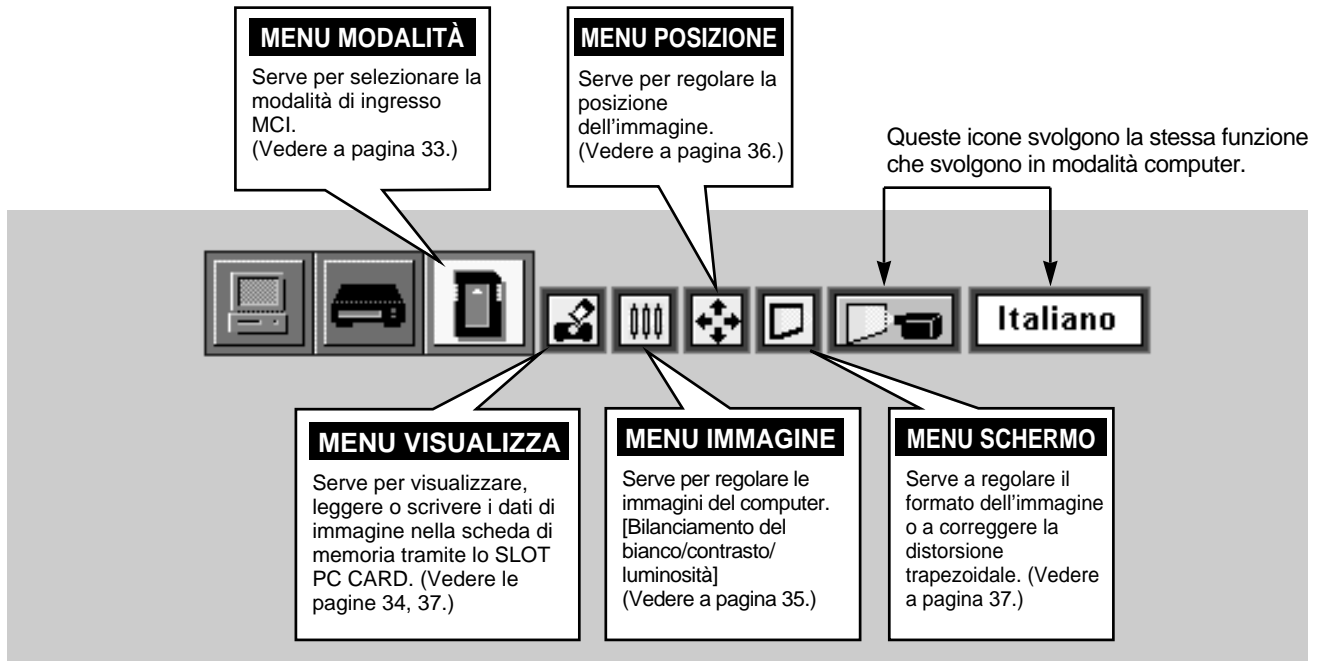 MENU MODALITÀ
Serve per selezionare la
modalità di ingresso
MCI.
(Vedere a pagina 33.)
MENU POSIZIONE
Serve per regolare la
posizione
dell'immagine.
(Vedere a pagina 36.)
Queste icone svolgono la stessa funzione
che svolgono in modalità computer.
Italiano
MENU VISUALIZZA
Serve per visualizzare,
leggere o scrivere i dati di
immagine nella scheda di
memoria tramite lo SLOT
PC CARD. (Vedere le
pagine 34, 37.)
MENU IMMAGINE
Serve per regolare le
immagini del computer.
[Bilanciamento del
bianco/contrasto/
luminosità]
(Vedere a pagina 35.)
MENU SCHERMO
Serve a regolare il
formato dell'immagine
o a correggere la
distorsione
trapezoidale. (Vedere
a pagina 37.)